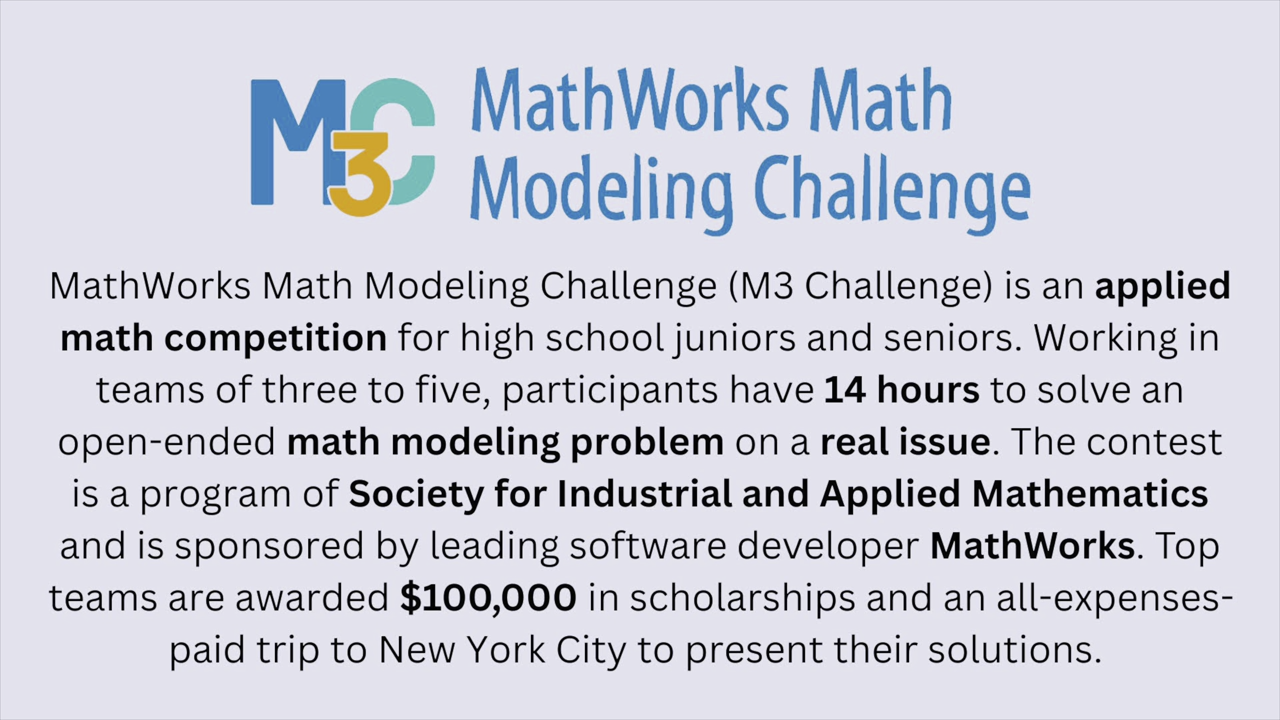 M3C
MathWorks Math
Modeling Challenge
MathWorks Math Modeling Challenge (M3 Challenge) is an applied
math competition for high school juniors and seniors. Working in
teams of three to five, participants have 14 hours to solve an
open-ended math modeling problem on a real issue. The contest
is a program of Society for Industrial and Applied Mathematics
and is sponsored by leading software developer MathWorks. Top
teams are awarded $100,000 in scholarships and an all-expenses-
paid trip to New York City to present their solutions.